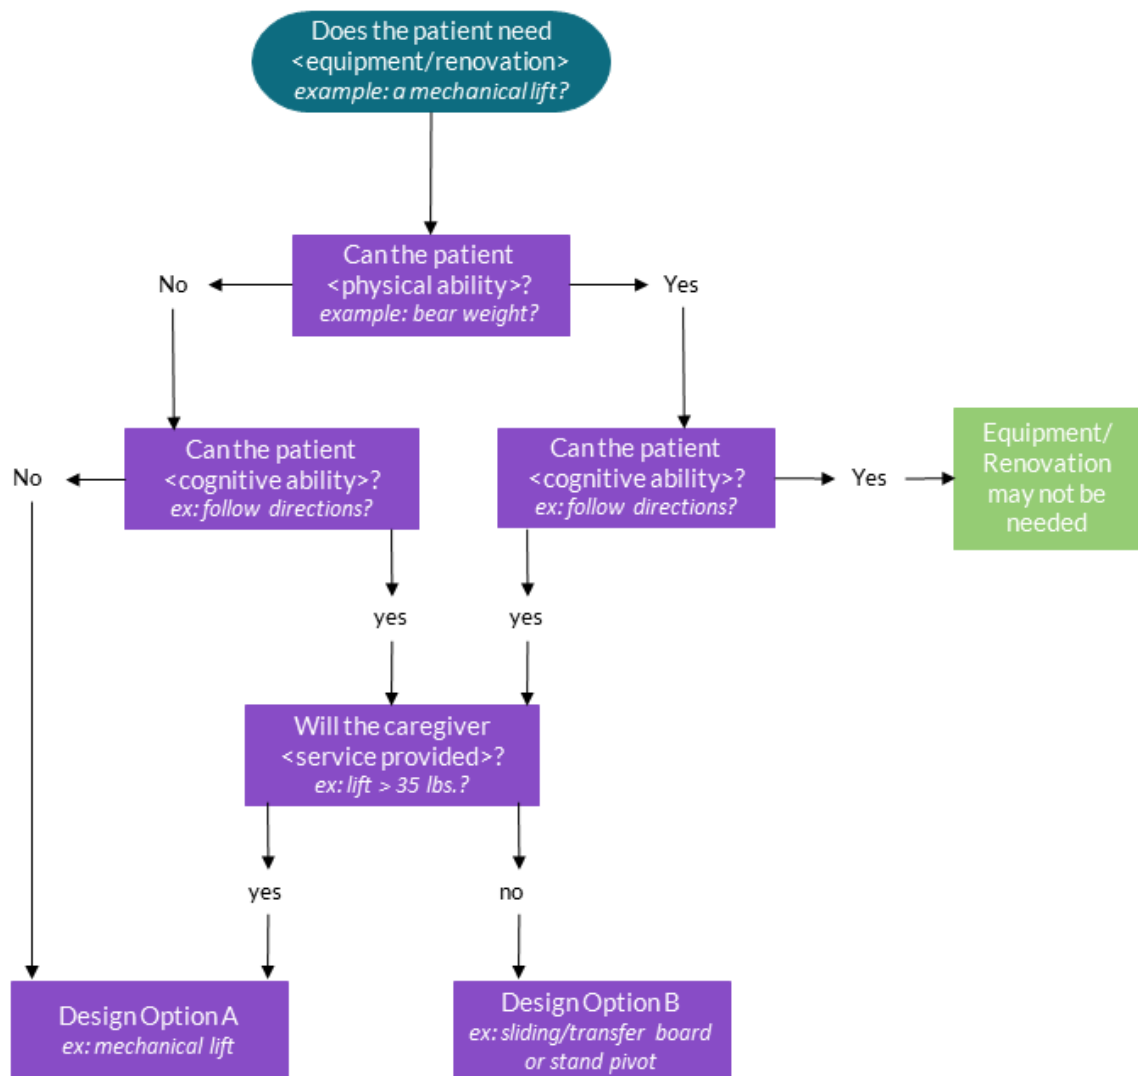 Does the patient need
<equipment/renovation>
example: a mechanical lift?
Can the patient
<physical ability>?
example: bear weight?
No
Yes
Can the patient
<cognitive ability>?
ex: follow directions?
No
Can the patient
<cognitive ability>?
ex: follow directions?
Yes
Equipment/
Renovation
may not be
needed
yes
yes
Will the caregiver
<service provided>?
ex: lift > 35 lbs.?
yes
no
Design Option A
ex: mechanical lift
Design Option B
ex: sliding/transfer board
or stand pivot